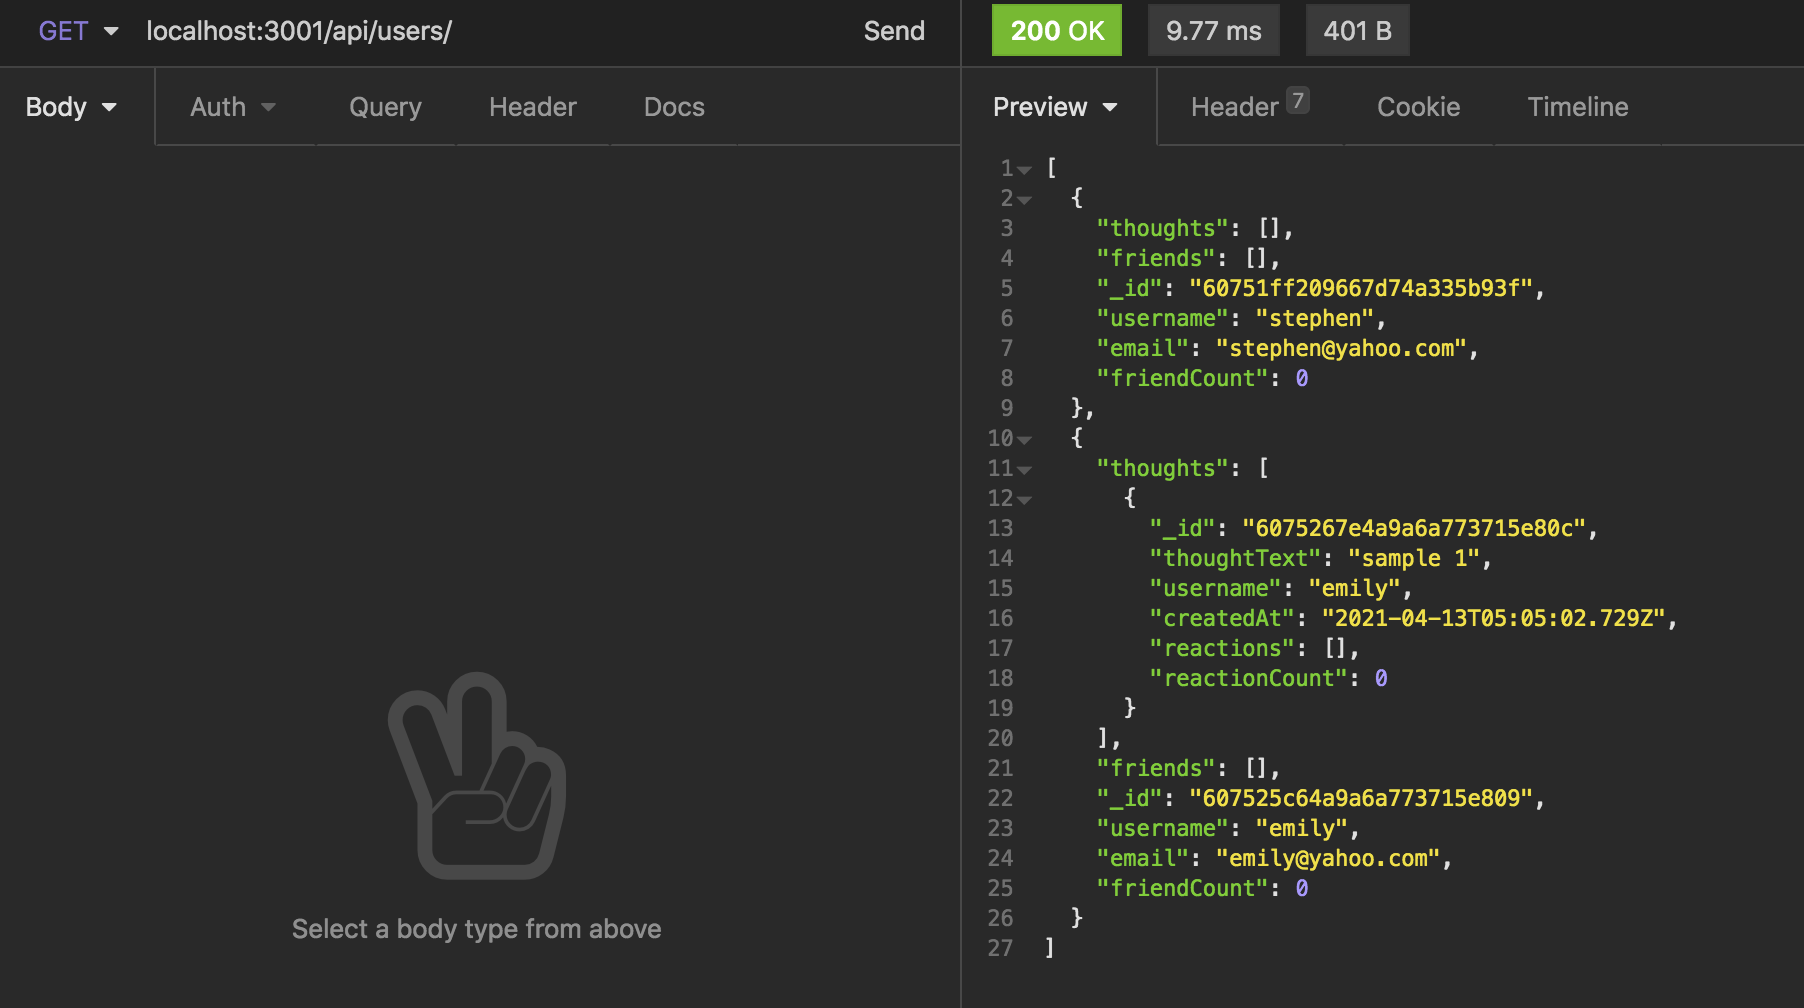 GET localhost:3001/api/users/ Send 200 OK 9.77 ms 401 B
Body Auth Query Header Docs Preview Header 7 Cookie Timeline
1 [
2 {
3 "thoughts": [],
4 "friends": [],
5 "_id": "60751ff209667d74a335b93f",
6 "username": "stephen",
7 "email": "stephen@yahoo.com",
8 "friendCount": 0
9 },
10 {
11 "thoughts": [
12 {
13 "_id": "6075267e4a9a6a773715e80c",
14 "thoughtText": "sample 1",
15 "username": "emily",
16 "createdAt": "2021-04-13T05:05:02.729Z",
17 "reactions": [],
18 "reactionCount": 0
19 }
20 ],
21 "friends": [],
22 "_id": "607525c64a9a6a773715e809",
23 "username": "emily",
24 "email": "emily@yahoo.com",
25 "friendCount": 0
26 }
27 ]
Select a body type from above